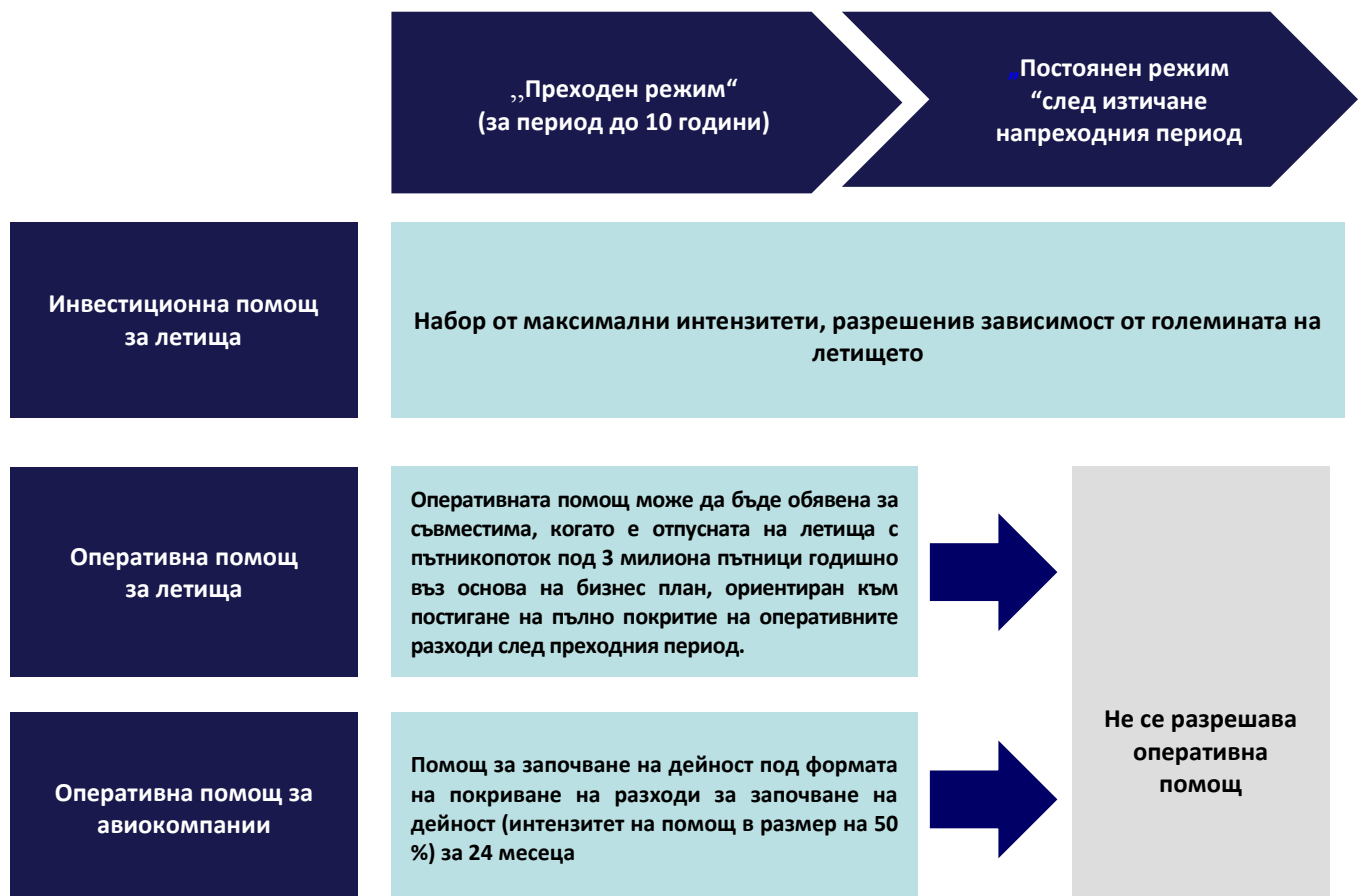 ,,Преходен режим“
(за период до 10 години)
„Постоянен режим
“след изтичане
напреходния период
Инвестиционна помощ
за летища
Набор от максимални интензитети, разрешенив зависимост от големината на
летището
Оперативна помощ
за летища
Оперативната помощ може да бъде обявена за
съвместима, когато е отпусната на летища с
пътникопоток под 3 милиона пътници годишно
въз основа на бизнес план, ориентиран към
постигане на пълно покритие на оперативните
разходи след преходния период.
Не се разрешава
оперативна
помощ
Оперативна помощ за
авиокомпании
Помощ за започване на дейност под формата
на покриване на разходи за започване на
дейност (интензитет на помощ в размер на 50
%) за 24 месеца